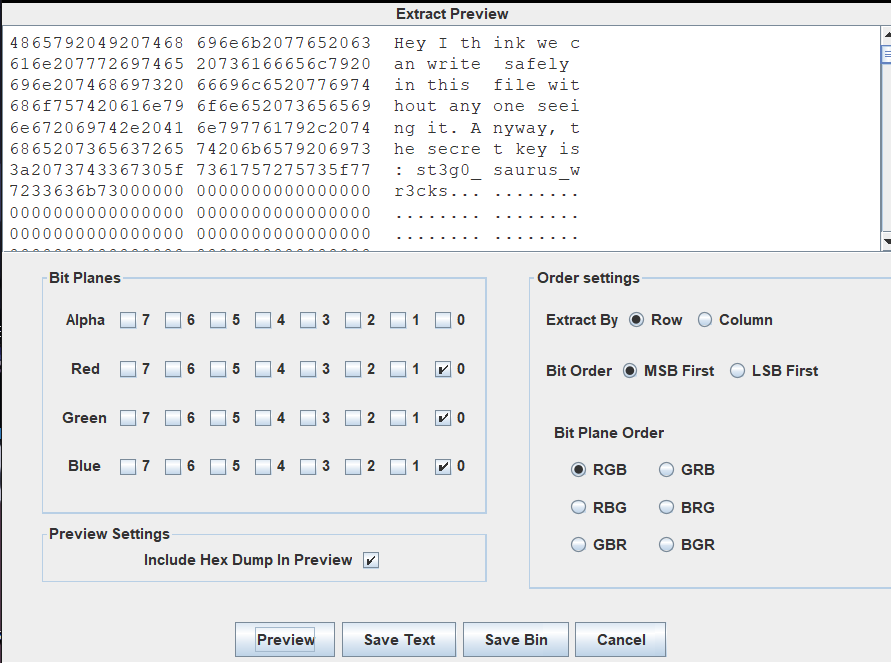 Extract Preview
4865792049207468 696e6b2077652063 Hey I th ink we c
616e207772697465 20736166656c7920 an write  safely
696e207468697320 66696c6520776974 in this  file wit
686f757420616e79 6f6e652073656569 hout any one seei
6e672069742e2041 6e797761792c2074 ng it. A nyway, t
6865207365637265 74206b6579206973 he secre t key is
3a2073743367305f 7361757275735f77 : st3g0_ saurus_w
7233636b73000000 0000000000000000 r3cks... ........
0000000000000000 0000000000000000 ........ ........
0000000000000000 0000000000000000 ........ ........
Bit Planes
Alpha 7 6 5 4 3 2 1 0
Red 7 6 5 4 3 2 1 0
Green 7 6 5 4 3 2 1 0
Blue 7 6 5 4 3 2 1 0
Preview Settings
Include Hex Dump In Preview
Order settings
Extract By Row Column
Bit Order MSB First LSB First
Bit Plane Order
RGB GRB
RBG BRG
GBR BGR
Preview Save Text Save Bin Cancel